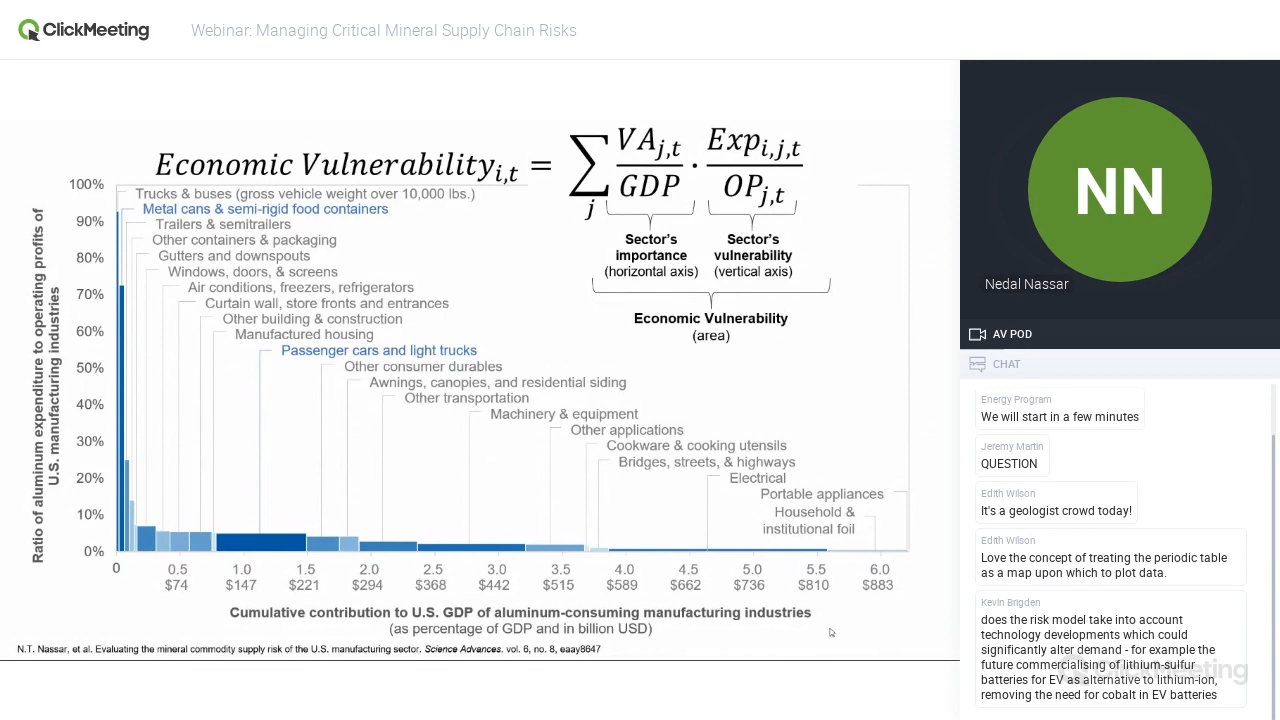 ClickMeeting
Webinar: Managing Critical Mineral Supply Chain Risks
Economic Vulnerability i,t = ∑ j VA j,t / GDP · Exp i,j,t / OP j,t
Sector's
importance
(horizontal axis)
Sector's
vulnerability
(vertical axis)
Economic Vulnerability
(area)
Ratio of aluminum expenditure to operating profits of
U.S. manufacturing industries
100%
90%
80%
70%
60%
50%
40%
30%
20%
10%
0%
Trucks & buses (gross vehicle weight over 10,000 lbs.)
Metal cans & semi-rigid food containers
Trailers & semitrailers
Other containers & packaging
Gutters and downspouts
Windows, doors, & screens
Air conditions, freezers, refrigerators
Curtain wall, store fronts and entrances
Other building & construction
Manufactured housing
Passenger cars and light trucks
Other consumer durables
Awnings, canopies, and residential siding
Other transportation
Machinery & equipment
Other applications
Cookware & cooking utensils
Bridges, streets, & highways
Electrical
Portable appliances
Household &
institutional foil
0 0.5 1.0 1.5 2.0 2.5 3.0 3.5 4.0 4.5 5.0 5.5 6.0
$74 $147 $221 $294 $368 $442 $515 $589 $662 $736 $810 $883
Cumulative contribution to U.S. GDP of aluminum-consuming manufacturing industries
(as percentage of GDP and in billion USD)
N.T. Nassar, et al. Evaluating the mineral commodity supply risk of the U.S. manufacturing sector. Science Advances. vol. 6, no. 8, eaay8647
NN
Nedal Nassar
AV POD
CHAT
Energy Program
We will start in a few minutes
Jeremy Martin
QUESTION
Edith Wilson
It's a geologist crowd today!
Edith Wilson
Love the concept of treating the periodic table
as a map upon which to plot data.
Kevin Brigden
does the risk model take into account
technology developments which could
significantly alter demand - for example the
future commercialising of lithium-sulfur
batteries for EV as alternative to lithium-ion,
removing the need for cobalt in EV batteries
ClickMeeting